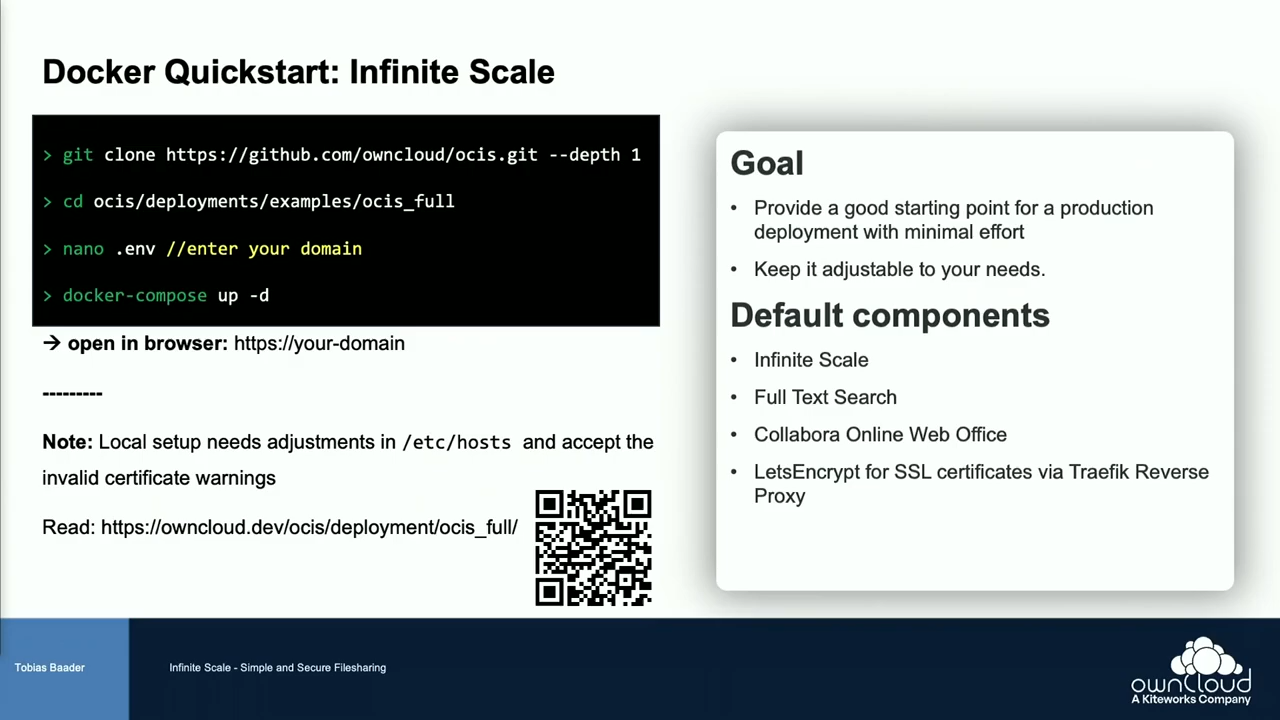 Docker Quickstart: Infinite Scale
> git clone https://github.com/owncloud/ocis.git --depth 1
> cd ocis/deployments/examples/ocis_full
> nano .env //enter your domain
> docker-compose up -d
→ open in browser: https://your-domain
---------
Note: Local setup needs adjustments in /etc/hosts and accept the
invalid certificate warnings
Read: https://owncloud.dev/ocis/deployment/ocis_full/
Goal
• Provide a good starting point for a production
deployment with minimal effort
• Keep it adjustable to your needs.
Default components
• Infinite Scale
• Full Text Search
• Collabora Online Web Office
• LetsEncrypt for SSL certificates via Traefik Reverse
Proxy
Tobias Baader
Infinite Scale - Simple and Secure Filesharing
ownCloud
A Kiteworks Company